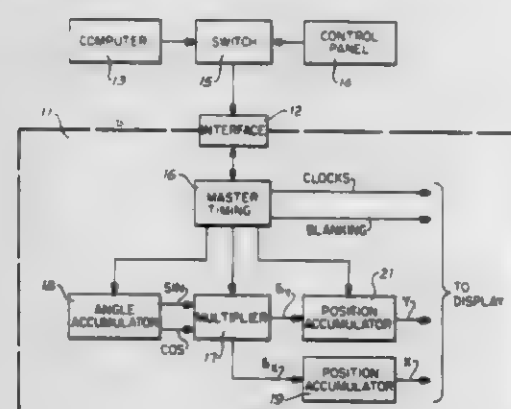 COMPUTER
13
SWITCH
15
CONTROL
PANEL
14
11
INTERFACE
12
16
MASTER
TIMING
CLOCKS
BLANKING
TO
DISPLAY
18
ANGLE
ACCUMULATOR
SIN
COS
MULTIPLIER
17
21
POSITION
ACCUMULATOR
Y
POSITION
ACCUMULATOR
19
X